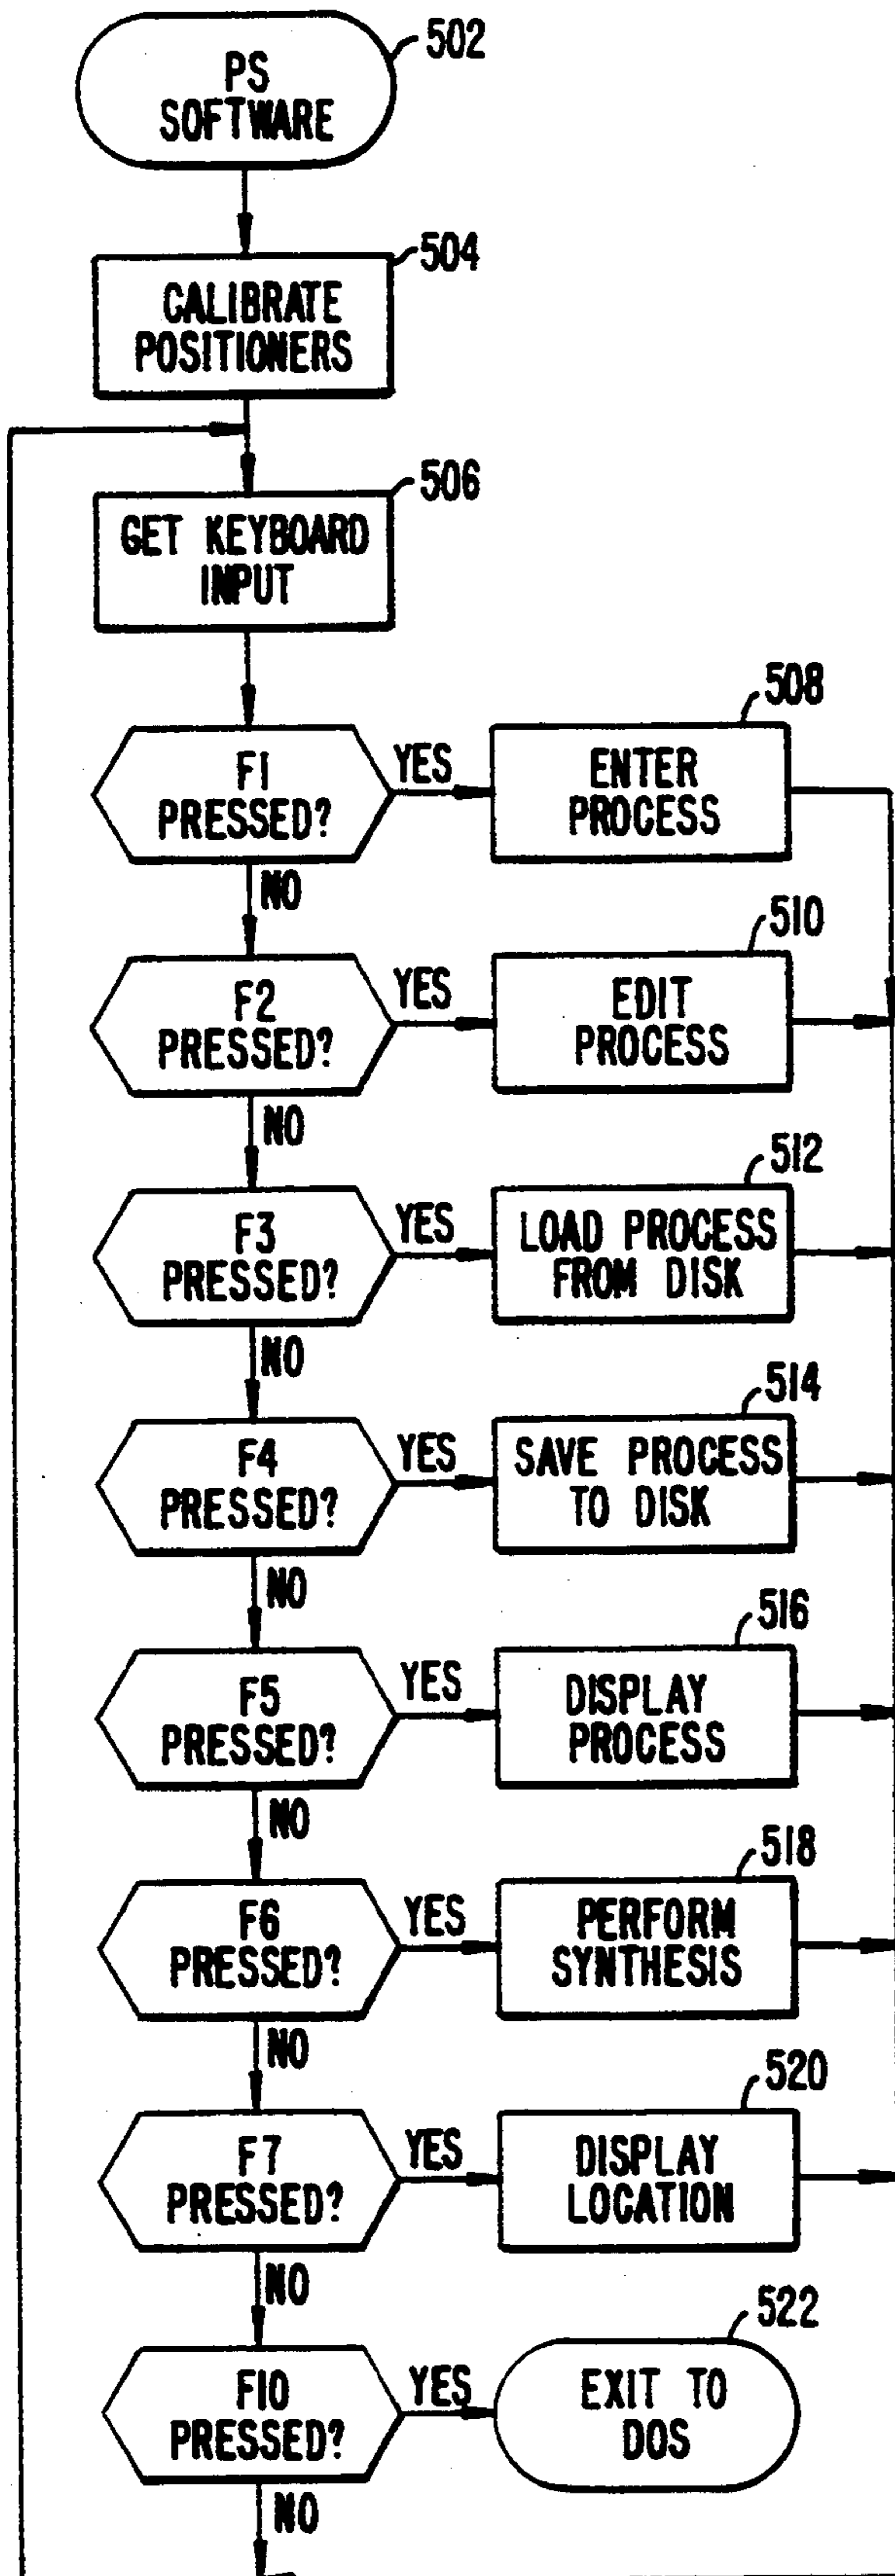 502
PS
SOFTWARE
504
CALIBRATE
POSITIONERS
506
GET KEYBOARD
INPUT
508
F1
PRESSED?
YES
ENTER
PROCESS
NO
510
F2
PRESSED?
YES
EDIT
PROCESS
NO
512
F3
PRESSED?
YES
LOAD PROCESS
FROM DISK
NO
514
F4
PRESSED?
YES
SAVE PROCESS
TO DISK
NO
516
F5
PRESSED?
YES
DISPLAY
PROCESS
NO
518
F6
PRESSED?
YES
PERFORM
SYNTHESIS
NO
520
F7
PRESSED?
YES
DISPLAY
LOCATION
NO
522
F10
PRESSED?
YES
EXIT TO
DOS
NO